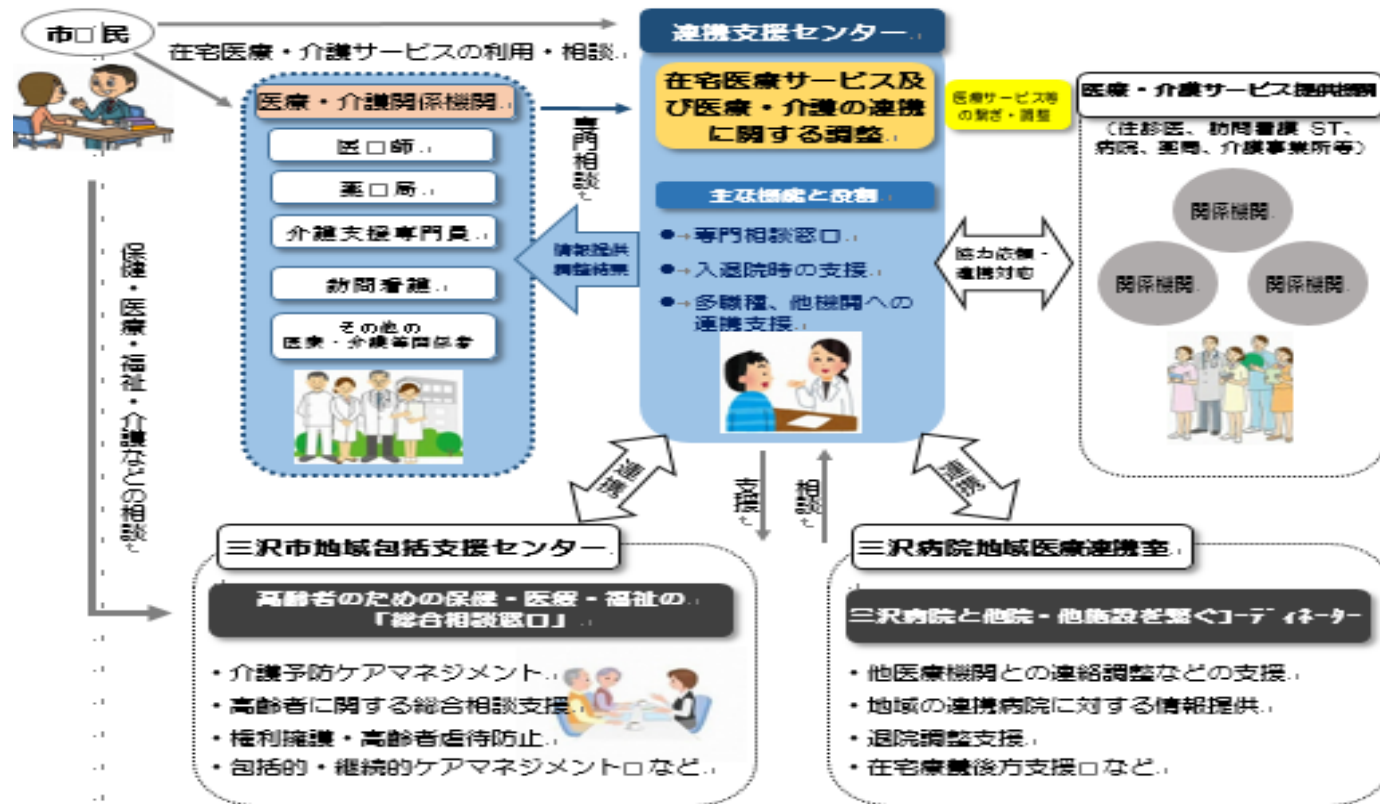 市□民
在宅医療・介護サービスの利用・相談
連携支援センター
在宅医療サービス及
び医療・介護の連携
に関する調整
医療サービス等
の繋ぎ・調整
医療・介護サービス提供機関
（往診医、訪問看護 ST、
病院、薬局、介護事業所等）
関係機関
関係機関
関係機関
医療・介護関係機関
医□師
薬□局
介護支援専門員
訪問看護
その他の
医療・介護等関係者
専門相談
情報提供
調整結果
主な機能と役割
●→専門相談窓口
●→入退院時の支援
●→多職種、他機関への
連携支援
協力依頼・
連携対応
保健・医療・福祉・介護などの相談
連携
支援
相談
連携
三沢市地域包括支援センター
高齢者のための保健・医療・福祉の
「総合相談窓口」
・介護予防ケアマネジメント
・高齢者に関する総合相談支援
・権利擁護・高齢者虐待防止
・包括的・継続的ケアマネジメント□など
三沢病院地域医療連携室
三沢病院と他院・他施設を繋ぐコーディネーター
・他医療機関との連絡調整などの支援
・地域の連携病院に対する情報提供
・退院調整支援
・在宅療養後方支援□など